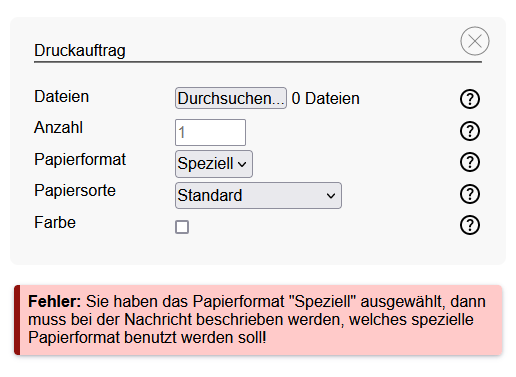 Druckauftrag
Dateien Durchsuchen... 0 Dateien ?
Anzahl 1 ?
Papierformat Speziell ?
Papiersorte Standard ?
Farbe ?
Fehler: Sie haben das Papierformat "Speziell" ausgewählt, dann
muss bei der Nachricht beschrieben werden, welches spezielle
Papierformat benutzt werden soll!